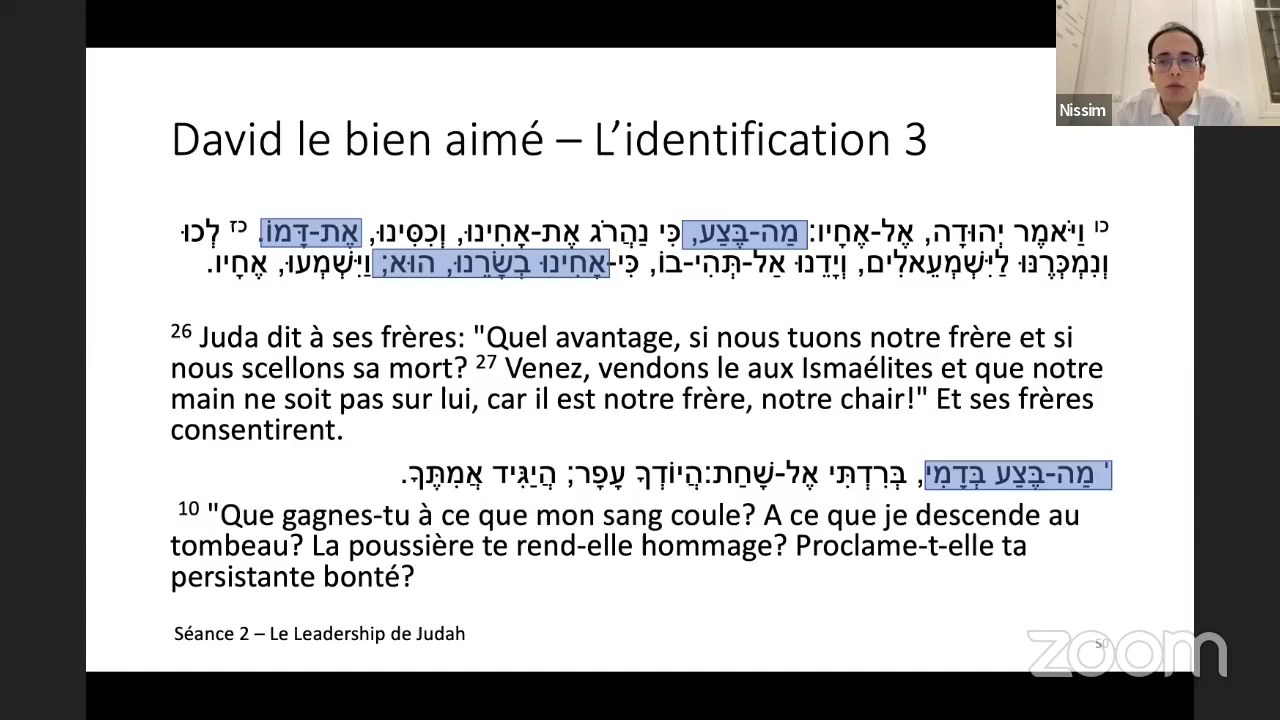 Nissim
David le bien aimé – L’identification 3
כו וַיֹּאמֶר יְהוּדָה, אֶל-אֶחָיו: מַה-בֶּצַע, כִּי נַהֲרֹג אֶת-אָחִינוּ, וְכִסִּינוּ, אֶת-דָּמוֹ. כז לְכוּ
וְנִמְכְּרֶנּוּ לַיִּשְׁמְעֵאלִים, וְיָדֵנוּ אַל-תְּהִי-בוֹ, כִּי-אָחִינוּ בְשָׂרֵנוּ, הוּא; וַיִּשְׁמְעוּ, אֶחָיו.
26 Juda dit à ses frères: "Quel avantage, si nous tuons notre frère et si
nous scellons sa mort? 27 Venez, vendons le aux Ismaélites et que notre
main ne soit pas sur lui, car il est notre frère, notre chair!" Et ses frères
consentirent.
י מַה-בֶּצַע בְּדָמִי, בְּרִדְתִּי אֶל-שָׁחַת:הֲיוֹדְךָ עָפָר; הֲיַגִּיד אֲמִתֶּךָ.
10 "Que gagnes-tu à ce que mon sang coule? A ce que je descende au
tombeau? La poussière te rend-elle hommage? Proclame-t-elle ta
persistante bonté?
Séance 2 – Le Leadership de Judah
50
zoom